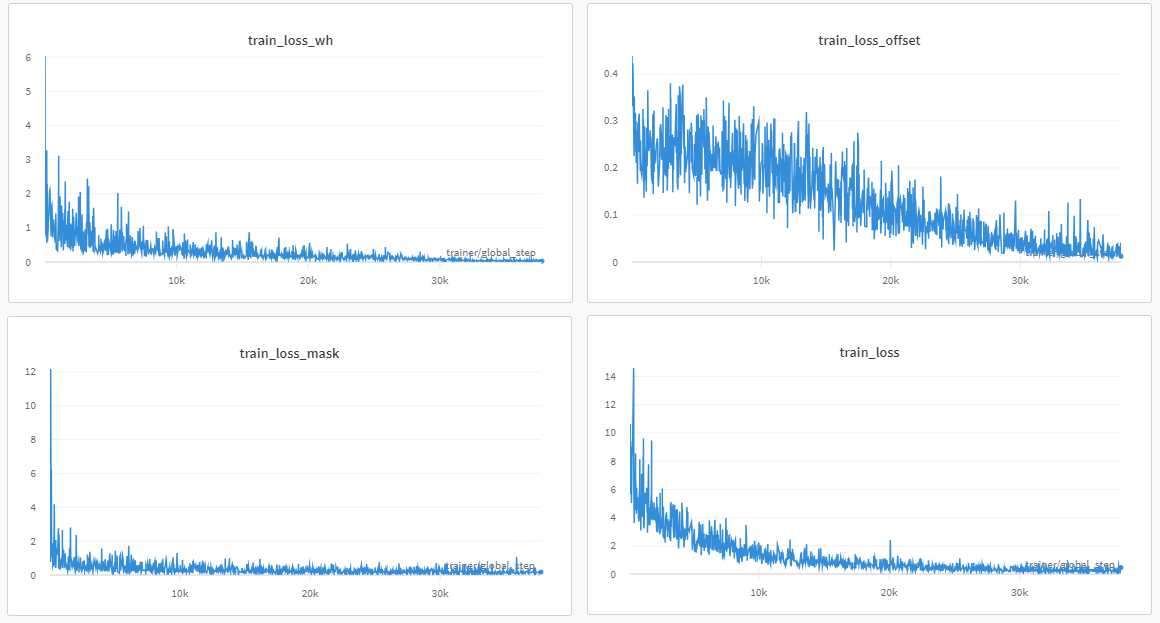 train_loss_wh
6
5
4
3
2
1
0
trainer/global_step
10k
20k
30k
train_loss_offset
0.4
0.3
0.2
0.1
0
trainer/global_step
10k
20k
30k
train_loss_mask
12
10
8
6
4
2
0
trainer/global_step
10k
20k
30k
train_loss
14
12
10
8
6
4
2
0
trainer/global_step
10k
20k
30k